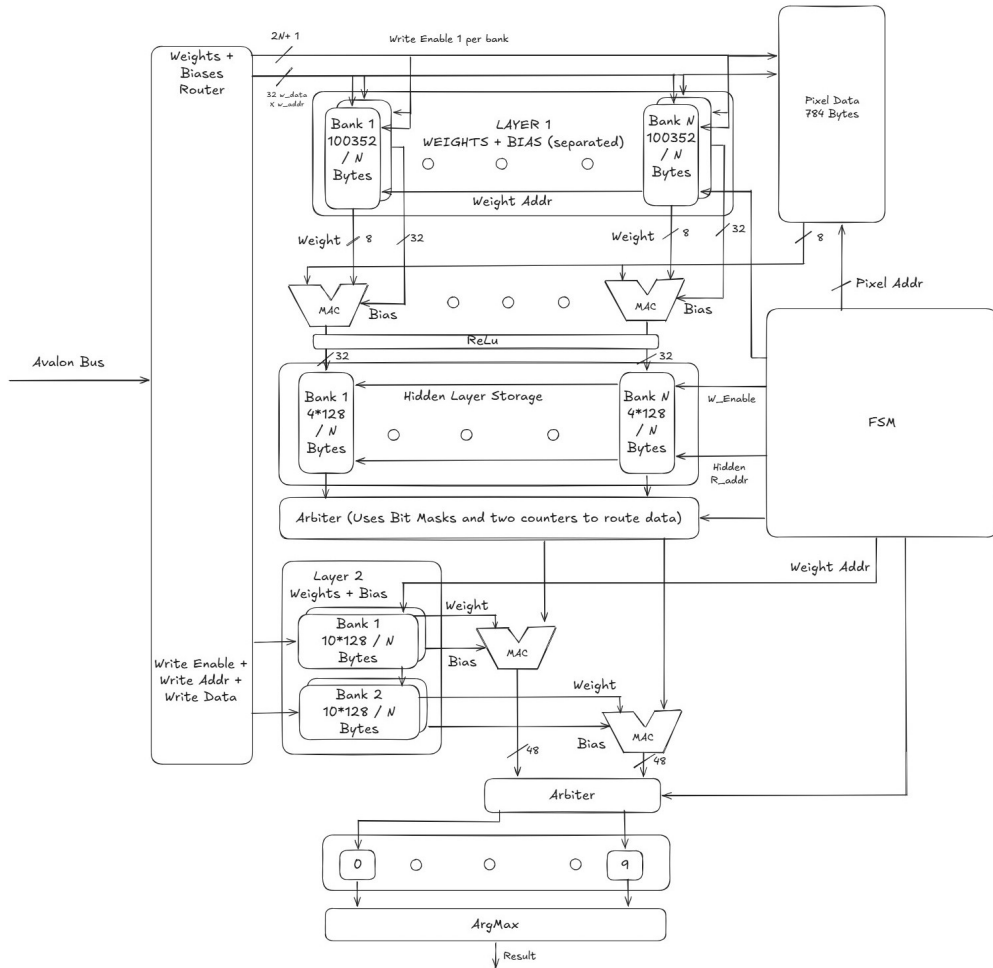 2N+ 1
Write Enable 1 per bank
Weights +
Biases
Router
32 w_data
x w_addr
Pixel Data
784 Bytes
Bank 1
100352
/ N
Bytes
LAYER 1
WEIGHTS + BIAS (separated)
Bank N
100352
/ N
Bytes
Weight Addr
Weight
8
32
Weight
8
32
8
Pixel Addr
MAC
Bias
MAC
Bias
ReLu
32
32
Avalon Bus
Bank 1
4*128
/ N
Bytes
Hidden Layer Storage
Bank N
4*128
/ N
Bytes
W_Enable
FSM
Hidden
R_addr
Arbiter (Uses Bit Masks and two counters to route data)
Weight Addr
Layer 2
Weights + Bias
Bank 1
10*128 / N
Bytes
Weight
Bias
MAC
Write Enable +
Write Addr +
Write Data
Bank 2
10*128 / N
Bytes
Weight
Bias
MAC
48
48
Arbiter
0
9
ArgMax
Result